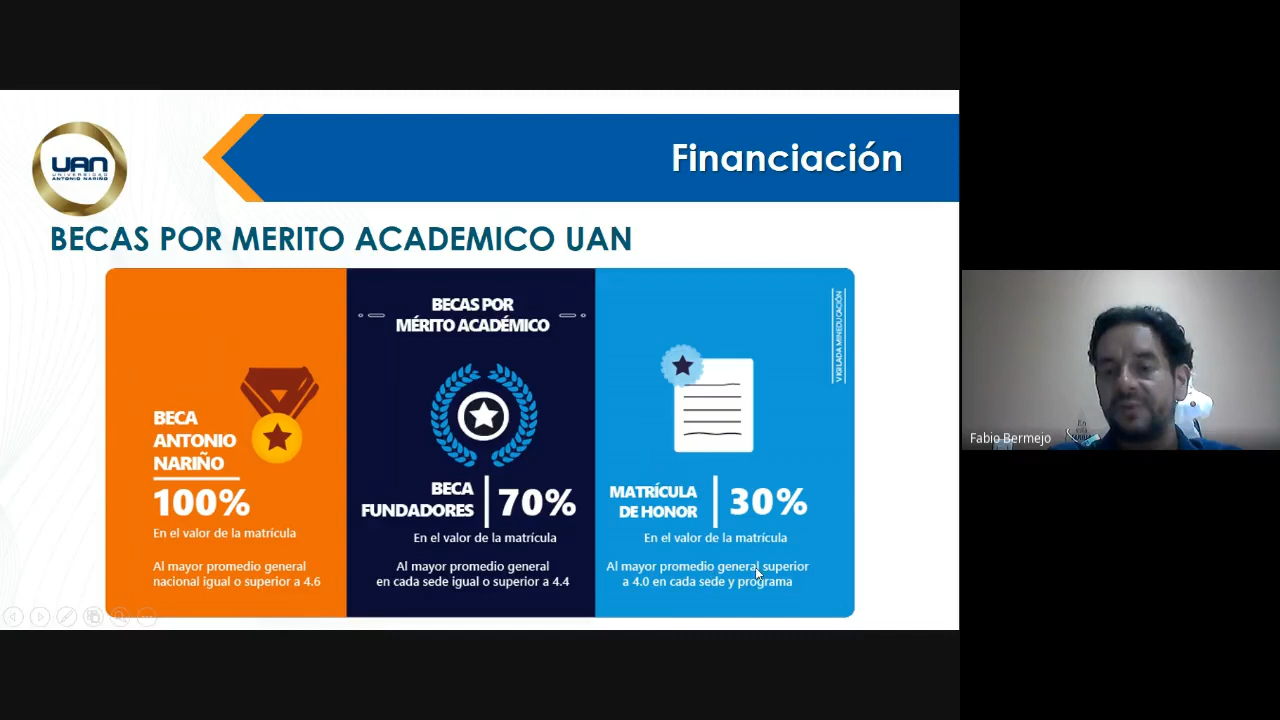 Financiación
UAN
UNIVERSIDAD
ANTONIO NARIÑO
BECAS POR MERITO ACADEMICO UAN
BECA
ANTONIO
NARIÑO
100%
En el valor de la matrícula
Al mayor promedio general
nacional igual o superior a 4.6
BECAS POR
MÉRITO ACADÉMICO
BECA
FUNDADORES
70%
En el valor de la matrícula
Al mayor promedio general
en cada sede igual o superior a 4.4
VIGILADA MINEDUCACIÓN
MATRÍCULA
DE HONOR
30%
En el valor de la matrícula
Al mayor promedio general superior
a 4.0 en cada sede y programa
Fabio Bermejo